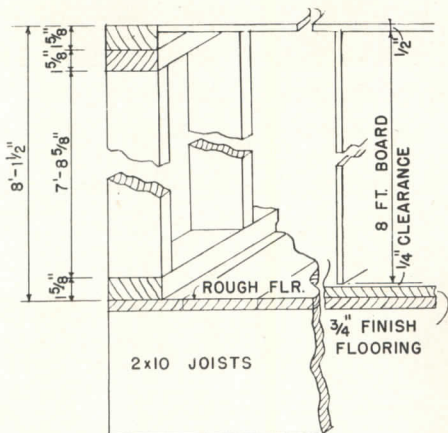 1 5/8"
1 5/8"
8'-1 1/2"
7'-8 5/8"
1 5/8"
1/2"
8 FT. BOARD
1/4" CLEARANCE
ROUGH FLR.
3/4" FINISH
FLOORING
2x10 JOISTS